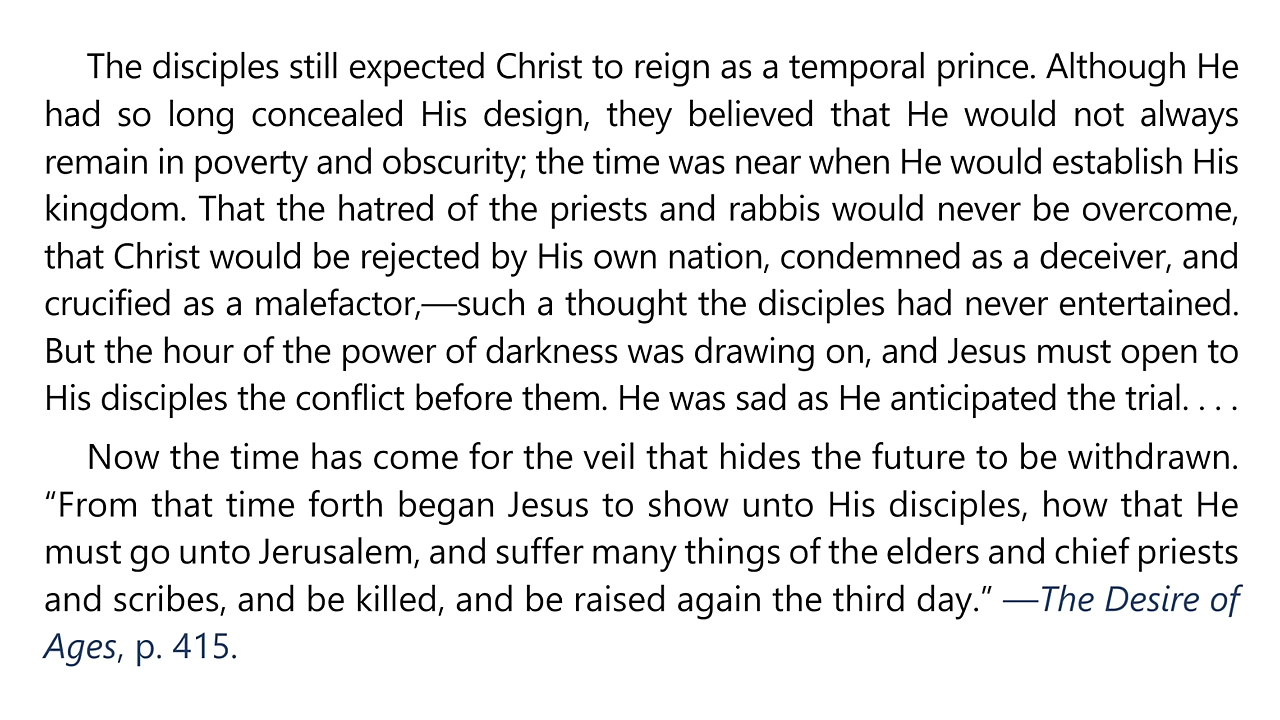 The disciples still expected Christ to reign as a temporal prince. Although He
had so long concealed His design, they believed that He would not always
remain in poverty and obscurity; the time was near when He would establish His
kingdom. That the hatred of the priests and rabbis would never be overcome,
that Christ would be rejected by His own nation, condemned as a deceiver, and
crucified as a malefactor,—such a thought the disciples had never entertained.
But the hour of the power of darkness was drawing on, and Jesus must open to
His disciples the conflict before them. He was sad as He anticipated the trial. . . .
Now the time has come for the veil that hides the future to be withdrawn.
“From that time forth began Jesus to show unto His disciples, how that He
must go unto Jerusalem, and suffer many things of the elders and chief priests
and scribes, and be killed, and be raised again the third day.” —The Desire of
Ages, p. 415.